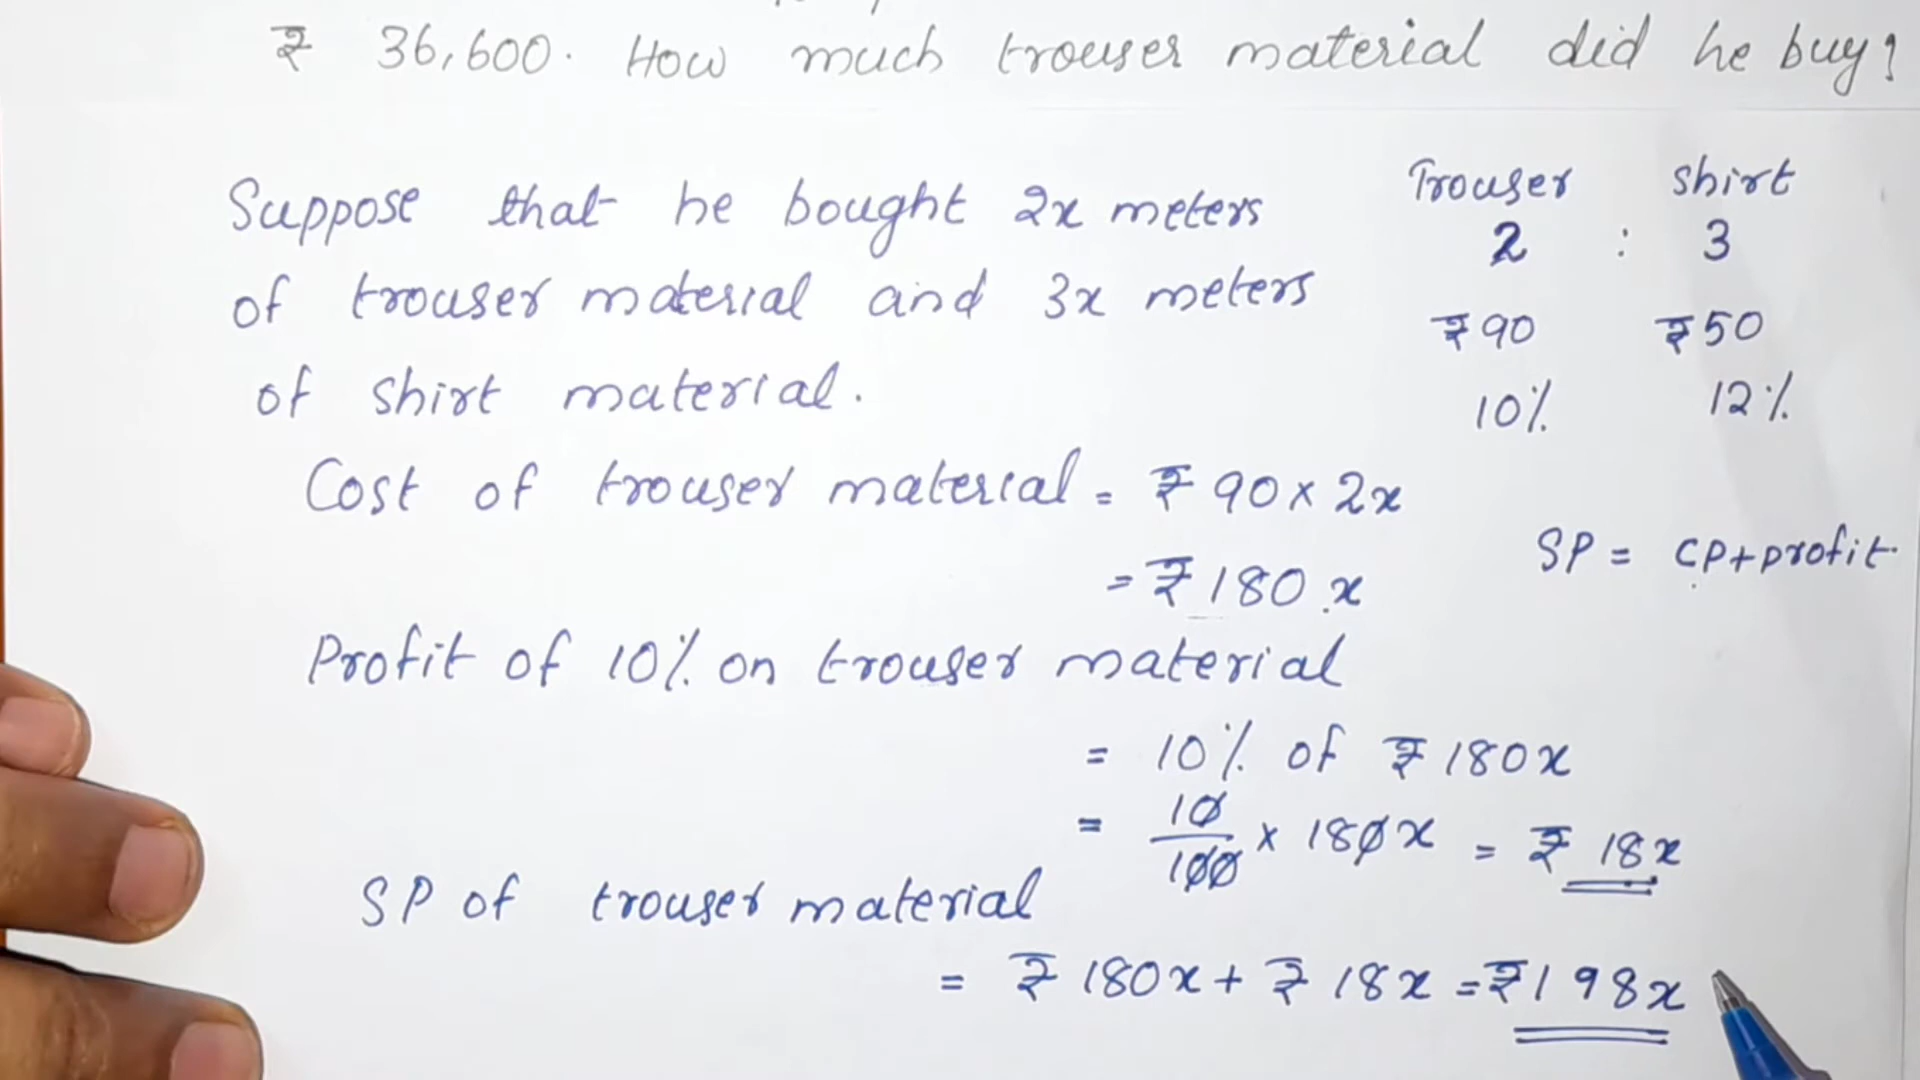 ₹ 36,600. How much trouser material did he buy?
Suppose that he bought 2x meters
of trouser material and 3x meters
of shirt material.
Trouser shirt
2 : 3
₹90 ₹50
10% 12%
Cost of trouser material = ₹ 90 × 2x
= ₹ 180 x
SP = CP + profit
Profit of 10% on trouser material
= 10% of ₹ 180x
= 10/100 × 180x = ₹ 18x
SP of trouser material
= ₹ 180x + ₹ 18x = ₹ 198x